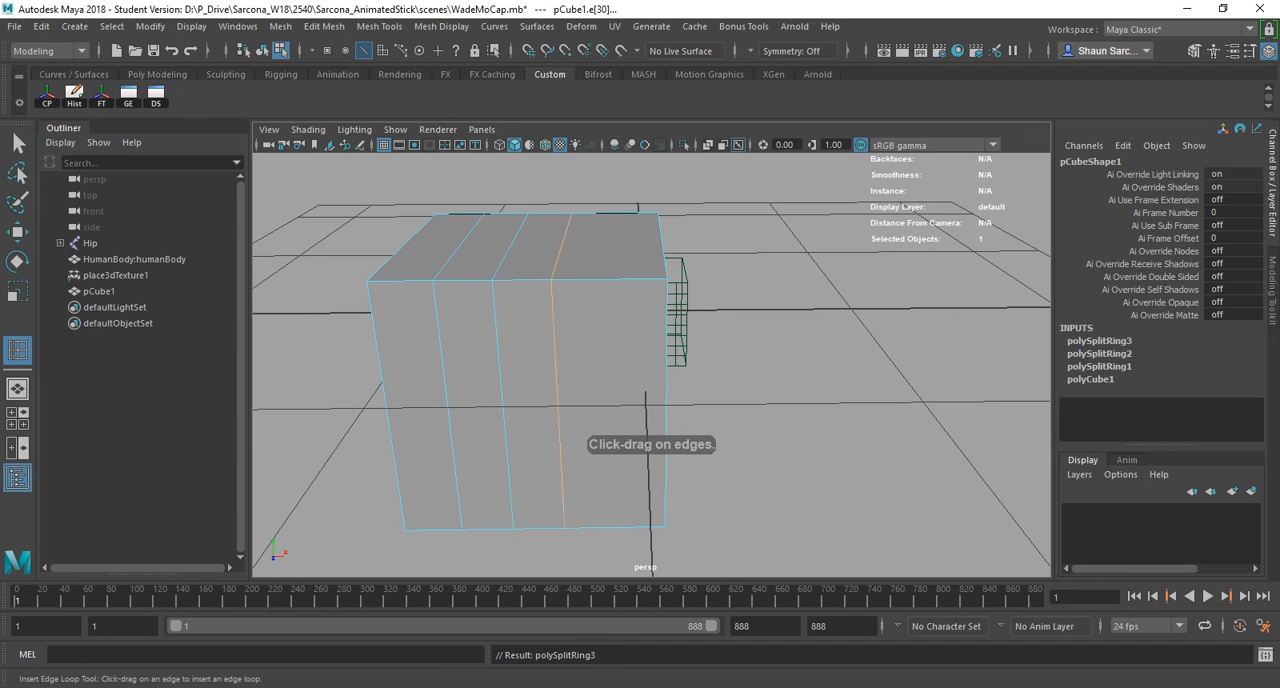 Autodesk Maya 2018 - Student Version: D:\P_Drive\Sarcona_W18\2540\Sarcona_AnimatedStick\scenes\WadeMoCap.mb* --- pCube1.e[30]...
File Edit Create Select Modify Display Windows Mesh Edit Mesh Mesh Tools Mesh Display Curves Surfaces Deform UV Generate Cache Bonus Tools Arnold Help
Workspace : Maya Classic*
Modeling No Live Surface Symmetry: Off Shaun Sarc...
Curves / Surfaces Poly Modeling Sculpting Rigging Animation Rendering FX FX Caching Custom Bifrost MASH Motion Graphics XGen Arnold
CP Hist FT GE DS
Outliner
Display Show Help
Search...
persp
top
front
side
Hip
HumanBody:humanBody
place3dTexture1
pCube1
defaultLightSet
defaultObjectSet
View Shading Lighting Show Renderer Panels
0.00 1.00 sRGB gamma
Backfaces: N/A
Smoothness: N/A
Instance: N/A
Display Layer: default
Distance From Camera: N/A
Selected Objects: 1
Click-drag on edges.
persp
Channels Edit Object Show
pCubeShape1
Ai Override Light Linking on
Ai Override Shaders on
Ai Use Frame Extension off
Ai Frame Number 0
Ai Use Sub Frame off
Ai Frame Offset 0
Ai Override Nodes off
Ai Override Receive Shadows off
Ai Override Double Sided off
Ai Override Self Shadows off
Ai Override Opaque off
Ai Override Matte off
INPUTS
polySplitRing3
polySplitRing2
polySplitRing1
polyCube1
Display Anim
Layers Options Help
Channel Box / Layer Editor
Modeling Toolkit
0 20 40 60 80 100 120 140 160 180 200 220 240 260 280 300 320 340 360 380 400 420 440 460 480 500 520 540 560 580 600 620 640 660 680 700 720 740 760 780 800 820 840 860 880
1 1
1 1 1 888 888 888 No Character Set No Anim Layer 24 fps
MEL // Result: polySplitRing3
Insert Edge Loop Tool: Click-drag on an edge to insert an edge loop.